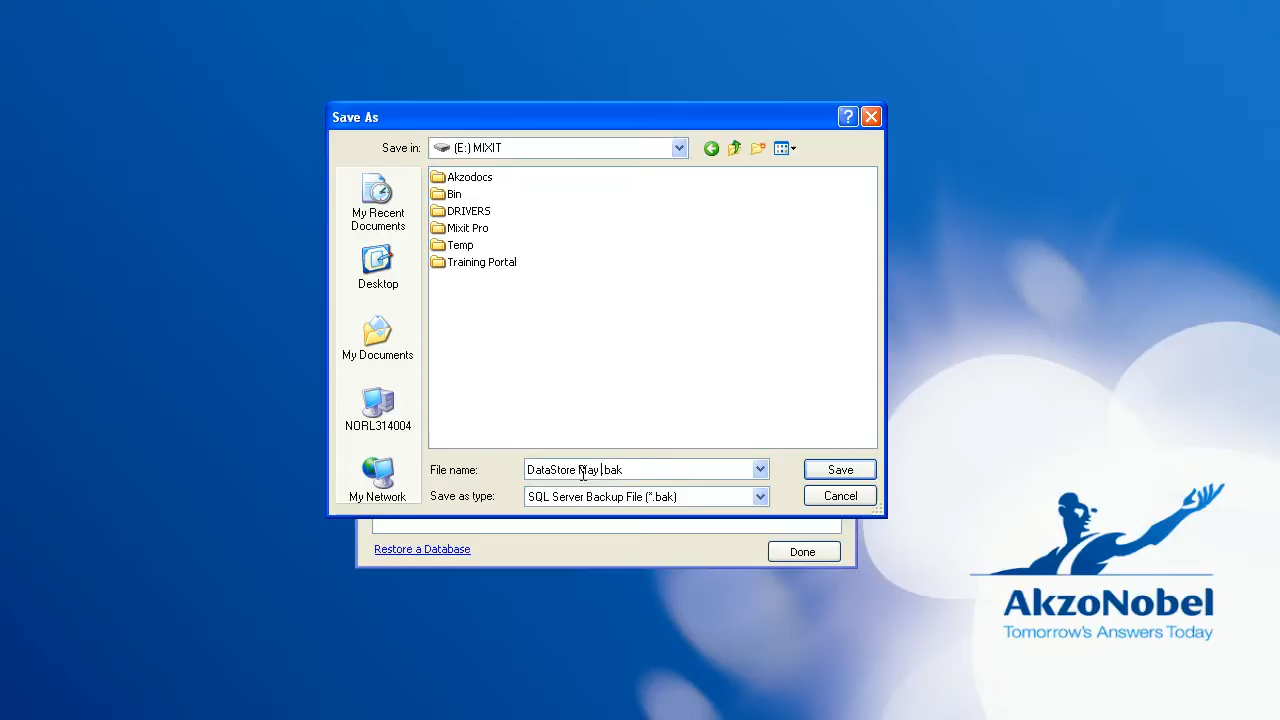 Save As
Save in:
(E:) MIXIT
My Recent
Documents
Desktop
My Documents
NORL314004
My Network
Akzodocs
Bin
DRIVERS
Mixit Pro
Temp
Training Portal
File name:
DataStore May .bak
Save
Save as type:
SQL Server Backup File (*.bak)
Cancel
Restore a Database
Done
AkzoNobel
Tomorrow's Answers Today